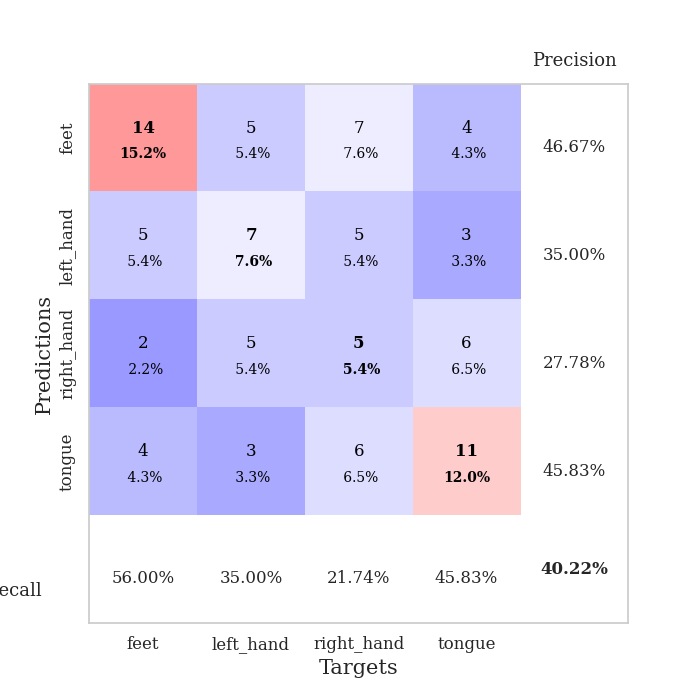 Precision
feet 14 5 7 4 46.67%
15.2% 5.4% 7.6% 4.3%
left_hand 5 7 5 3 35.00%
5.4% 7.6% 5.4% 3.3%
Predictions
right_hand 2 5 5 6 27.78%
2.2% 5.4% 5.4% 6.5%
tongue 4 3 6 11 45.83%
4.3% 3.3% 6.5% 12.0%
ecall 56.00% 35.00% 21.74% 45.83% 40.22%
feet left_hand right_hand tongue
Targets